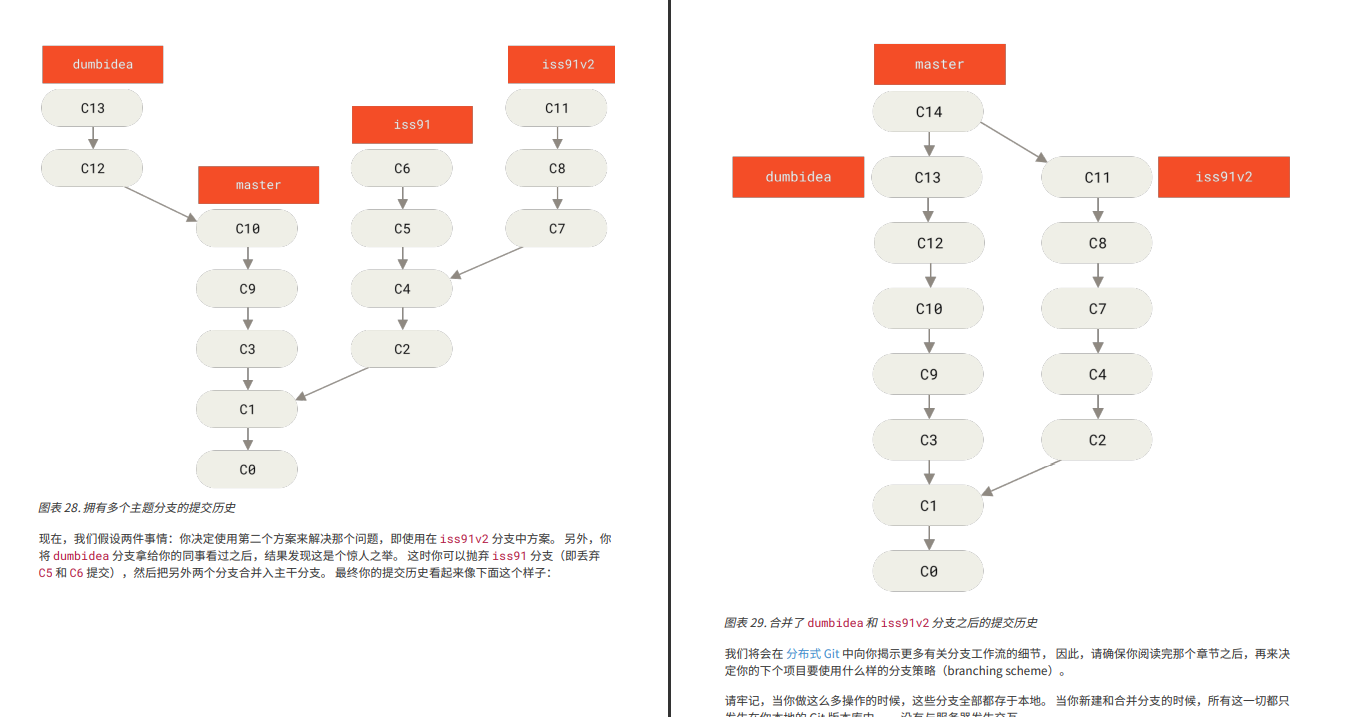 dumbidea
iss91v2
C13
C11
iss91
C12
C6
C8
master
C10
C5
C7
C9
C4
C3
C2
C1
C0
图表 28. 拥有多个主题分支的提交历史
现在，我们假设两件事情：你决定使用第二个方案来解决那个问题，即使用在 iss91v2 分支中方案。 另外，你
将 dumbidea 分支拿给你的同事看过之后，结果发现这是个惊人之举。 这时你可以抛弃 iss91 分支（即丢弃
C5 和 C6 提交），然后把另外两个分支合并入主干分支。 最终你的提交历史看起来像下面这个样子：
master
C14
dumbidea
C13
C11
iss91v2
C12
C8
C10
C7
C9
C4
C3
C2
C1
C0
图表 29. 合并了 dumbidea 和 iss91v2 分支之后的提交历史
我们将会在 分布式 Git 中向你揭示更多有关分支工作流的细节， 因此，请确保你阅读完那个章节之后，再来决
定你的下个项目要使用什么样的分支策略（branching scheme）。
请牢记，当你做这么多操作的时候，这些分支全部都存于本地。 当你新建和合并分支的时候，所有这一切都只